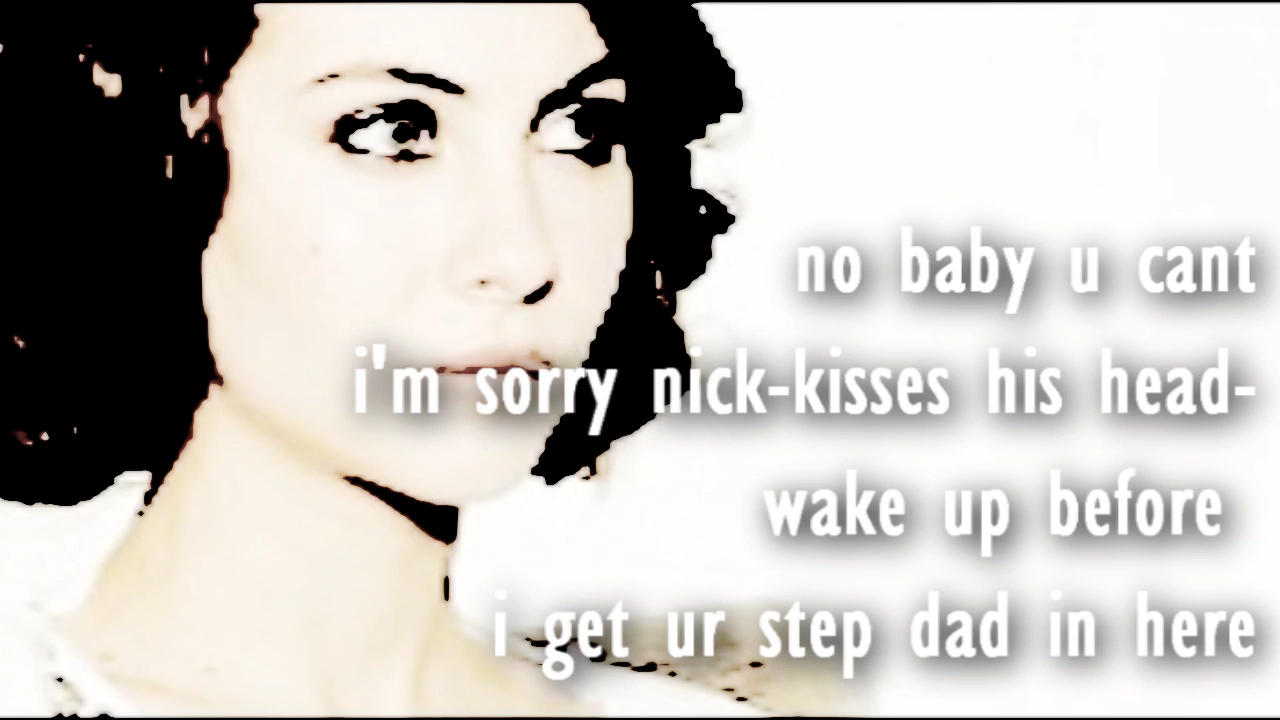 no baby u cant
i'm sorry nick-kisses his head-
wake up before
i get ur step dad in here